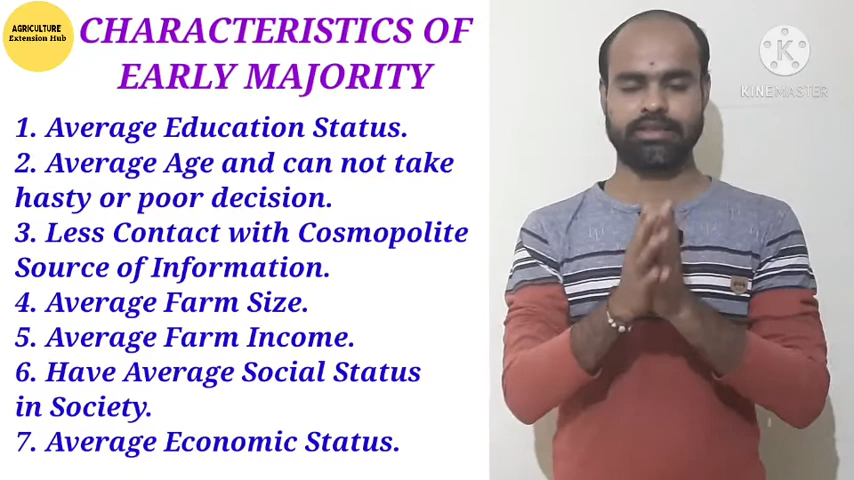 AGRICULTURE
Extension Hub
CHARACTERISTICS OF
EARLY MAJORITY
1. Average Education Status.
2. Average Age and can not take
hasty or poor decision.
3. Less Contact with Cosmopolite
Source of Information.
4. Average Farm Size.
5. Average Farm Income.
6. Have Average Social Status
in Society.
7. Average Economic Status.
K
KINEMASTER